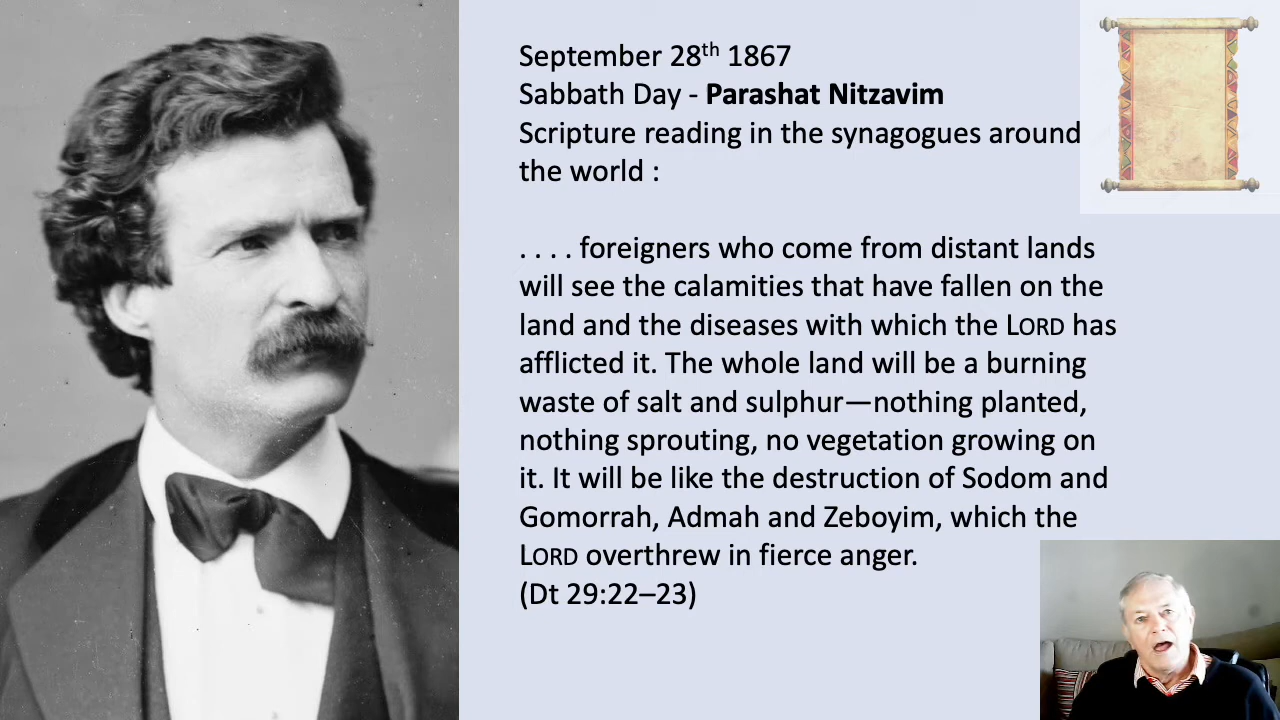 September 28th 1867
Sabbath Day - Parashat Nitzavim
Scripture reading in the synagogues around
the world :
. . . . foreigners who come from distant lands
will see the calamities that have fallen on the
land and the diseases with which the LORD has
afflicted it. The whole land will be a burning
waste of salt and sulphur—nothing planted,
nothing sprouting, no vegetation growing on
it. It will be like the destruction of Sodom and
Gomorrah, Admah and Zeboyim, which the
LORD overthrew in fierce anger.
(Dt 29:22–23)